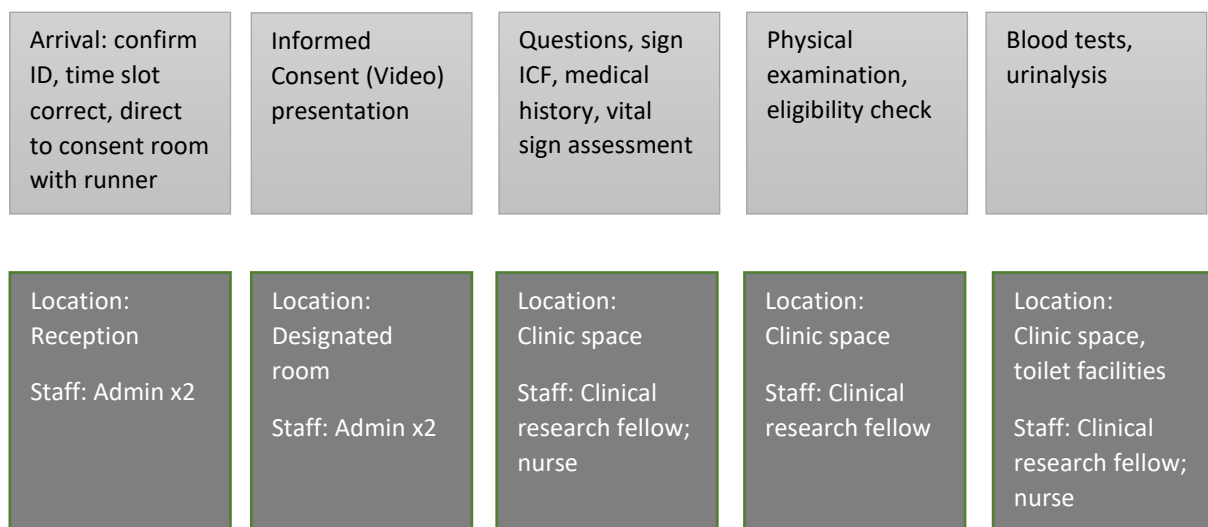 Arrival: confirm
ID, time slot
correct, direct
to consent room
with runner
Informed
Consent (Video)
presentation
Questions, sign
ICF, medical
history, vital
sign assessment
Physical
examination,
eligibility check
Blood tests,
urinalysis
Location:
Reception
Staff: Admin x2
Location:
Designated
room
Staff: Admin x2
Location:
Clinic space
Staff: Clinical
research fellow;
nurse
Location:
Clinic space
Staff: Clinical
research fellow
Location:
Clinic space,
toilet facilities
Staff: Clinical
research fellow;
nurse